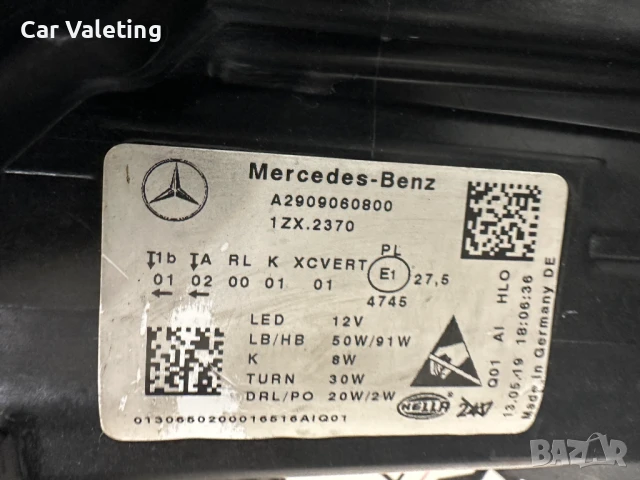 Car Valeting
Mercedes-Benz
A2909060800
1ZX.2370
1b IA RL K XCVERT PL
01 02 00 01 01 E1 27,5
4745
LED 12V
LB/HB 50W/91W
K 8W
TURN 30W
DRL/PO 20W/2W
HELLA
0130650200016516AIQ01
Q01 AI HLO
13.05.19 18:06:36
Made in Germany DE
BAZAR